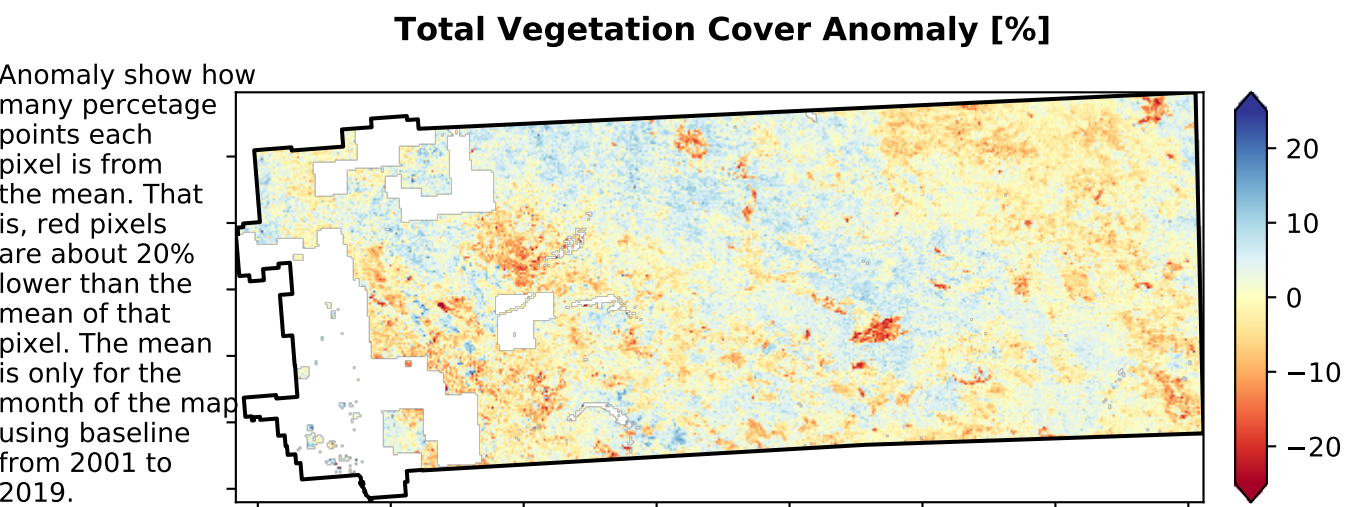 Total Vegetation Cover Anomaly [%]
Anomaly show how
many percetage
points each
pixel is from
the mean. That
is, red pixels
are about 20%
lower than the
mean of that
pixel. The mean
is only for the
month of the map
using baseline
from 2001 to
2019.
20
10
0
−10
−20